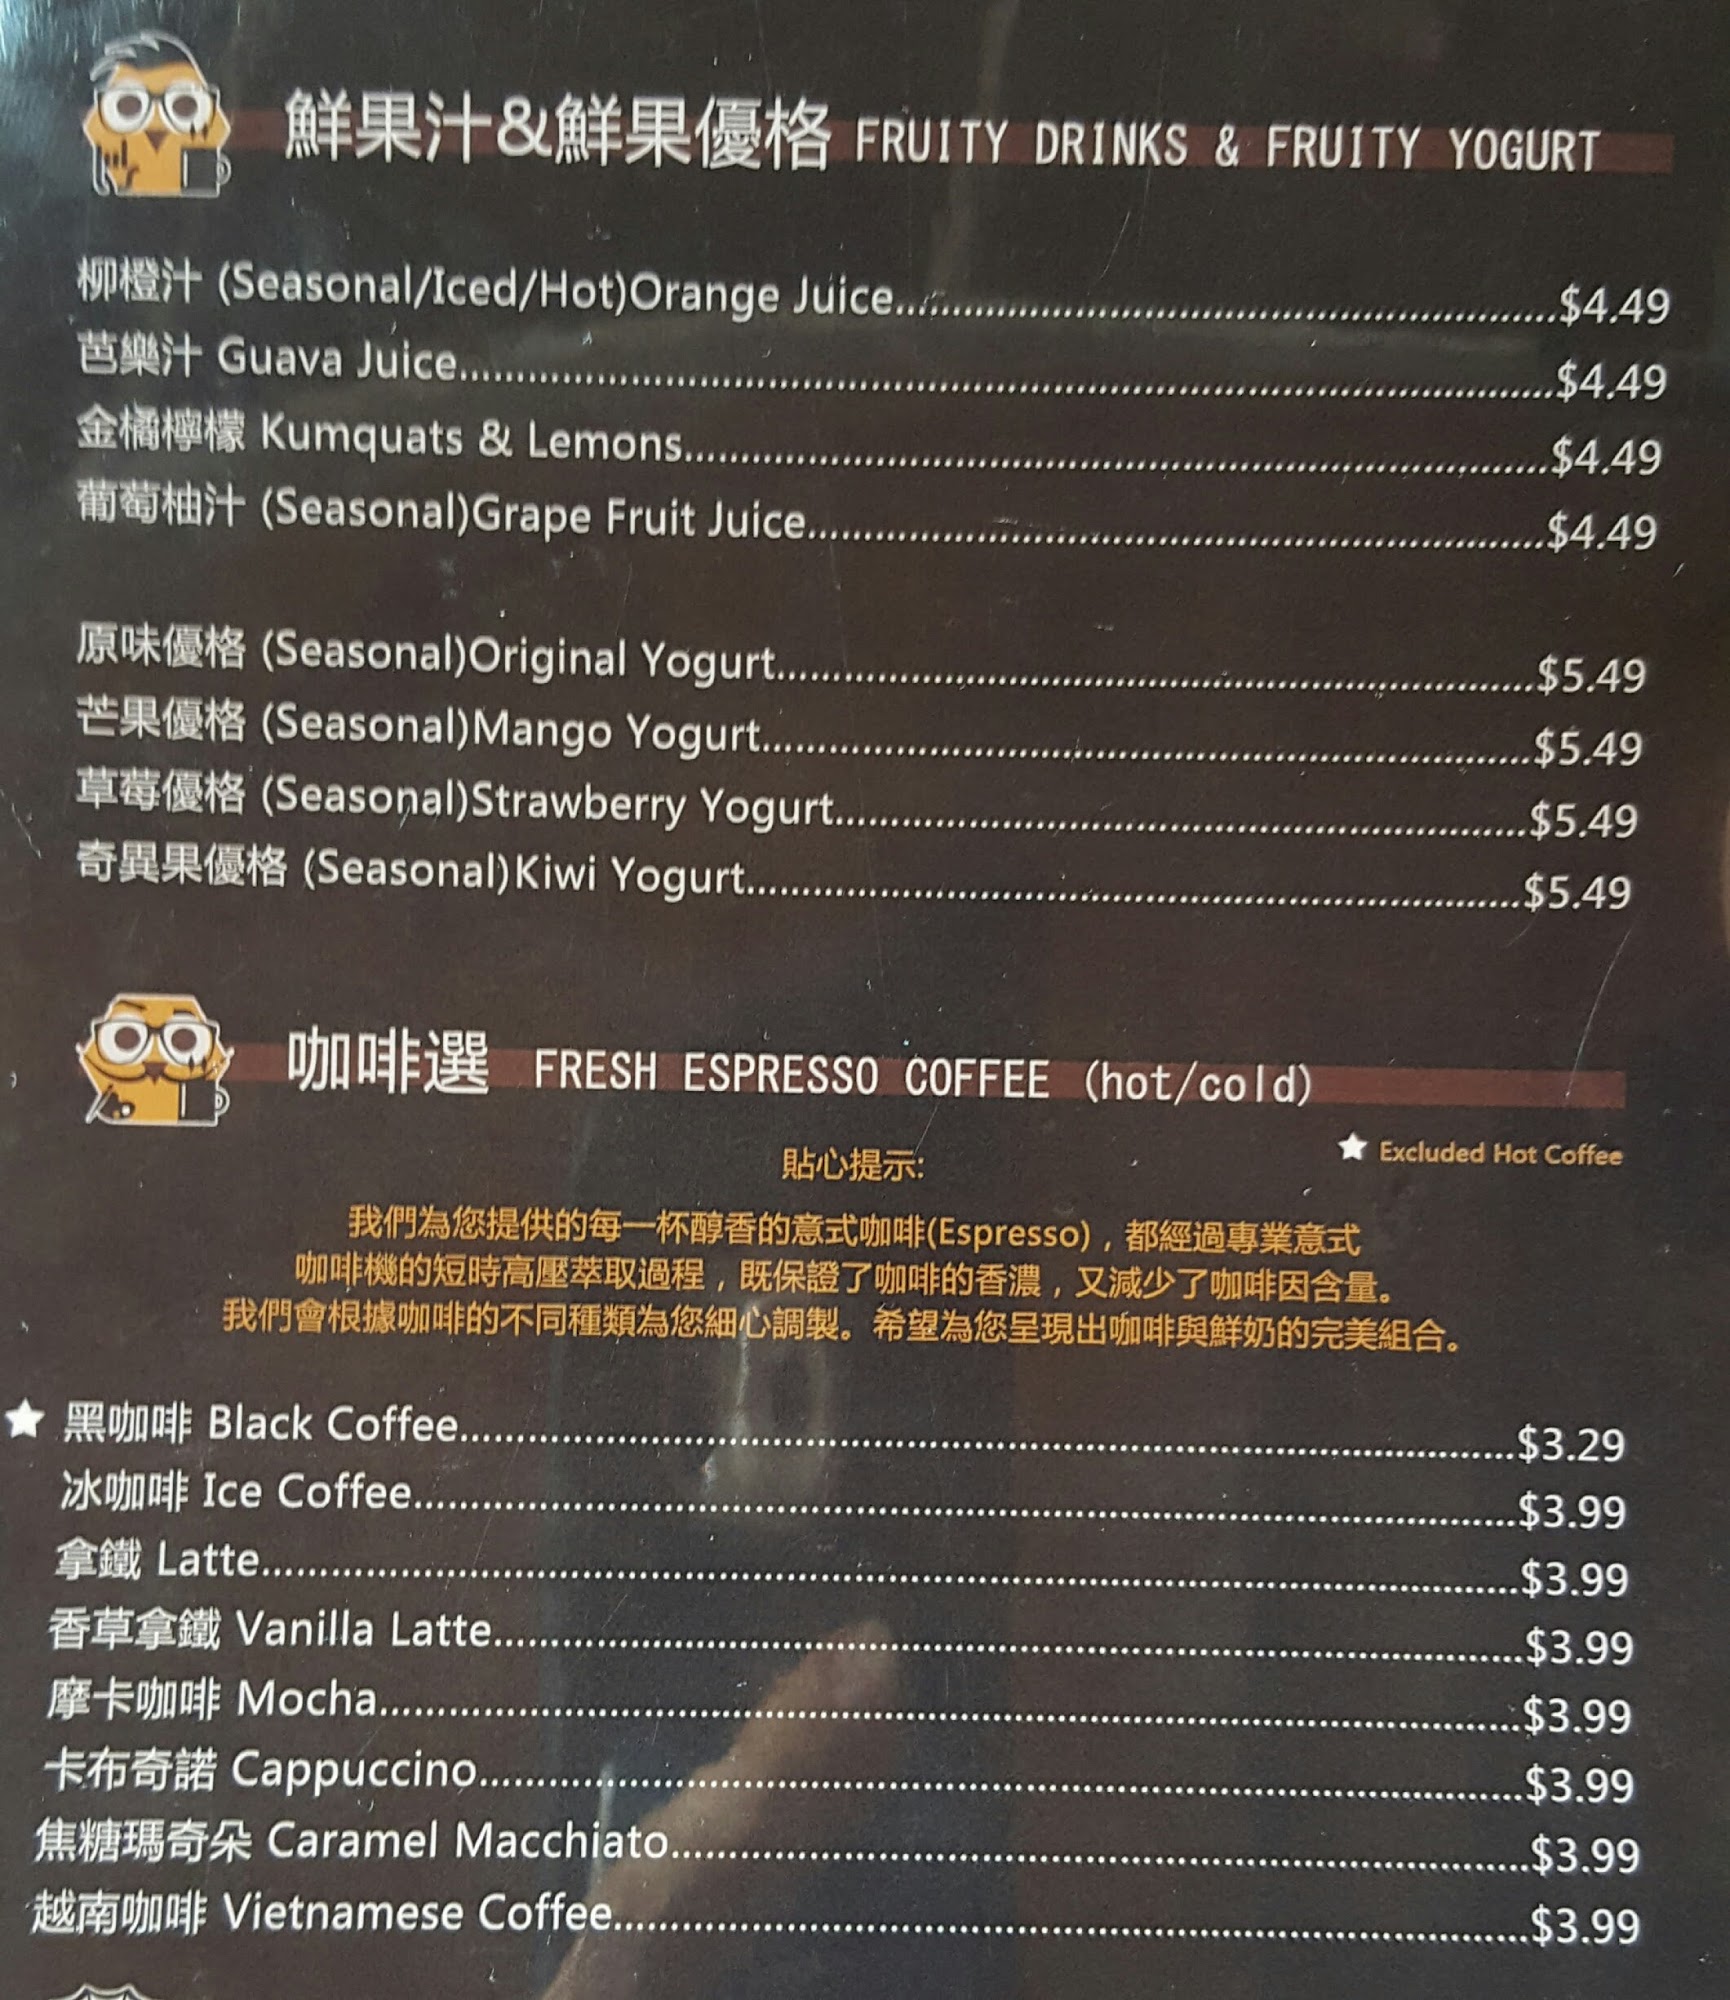 鮮果汁&鮮果優格 FRUITY DRINKS & FRUITY YOGURT
柳橙汁 (Seasonal/Iced/Hot)Orange Juice $4.49
芭樂汁 Guava Juice $4.49
金橘檸檬 Kumquats & Lemons $4.49
葡萄柚汁 (Seasonal)Grape Fruit Juice $4.49
原味優格 (Seasonal)Original Yogurt $5.49
芒果優格 (Seasonal)Mango Yogurt $5.49
草莓優格 (Seasonal)Strawberry Yogurt $5.49
奇異果優格 (Seasonal)Kiwi Yogurt $5.49
咖啡選 FRESH ESPRESSO COFFEE (hot/cold)
★ Excluded Hot Coffee
貼心提示:
我們為您提供的每一杯醇香的意式咖啡(Espresso)，都經過專業意式
咖啡機的短時高壓萃取過程，既保證了咖啡的香濃，又減少了咖啡因含量。
我們會根據咖啡的不同種類為您細心調製。希望為您呈現出咖啡與鮮奶的完美組合。
★ 黑咖啡 Black Coffee $3.29
冰咖啡 Ice Coffee $3.99
拿鐵 Latte $3.99
香草拿鐵 Vanilla Latte $3.99
摩卡咖啡 Mocha $3.99
卡布奇諾 Cappuccino $3.99
焦糖瑪奇朵 Caramel Macchiato $3.99
越南咖啡 Vietnamese Coffee $3.99